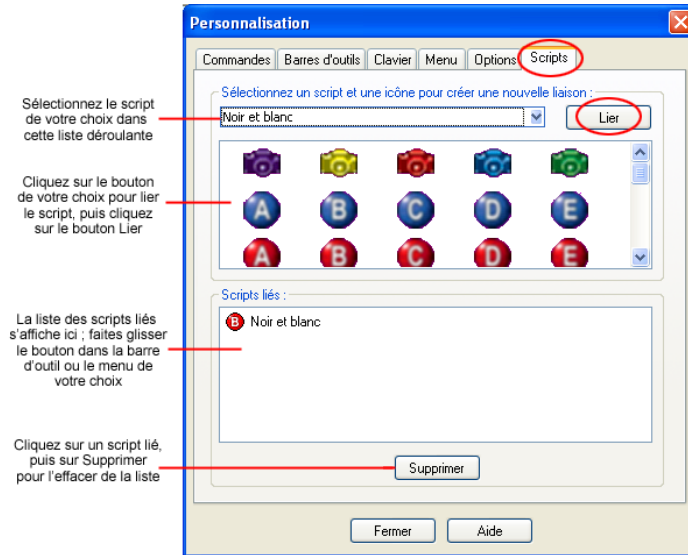 Personnalisation
Commandes Barres d'outils Clavier Menu Options Scripts
Sélectionnez un script et une icône pour créer une nouvelle liaison :
Noir et blanc
Lier
Sélectionnez le script
de votre choix dans
cette liste déroulante
A B C D E
A B C D E
Cliquez sur le bouton
de votre choix pour lier
le script, puis cliquez
sur le bouton Lier
Scripts liés :
B Noir et blanc
La liste des scripts liés
s'affiche ici ; faites glisser
le bouton dans la barre
d'outil ou le menu de
votre choix
Cliquez sur un script lié,
puis sur Supprimer
pour l'effacer de la liste
Supprimer
Fermer Aide